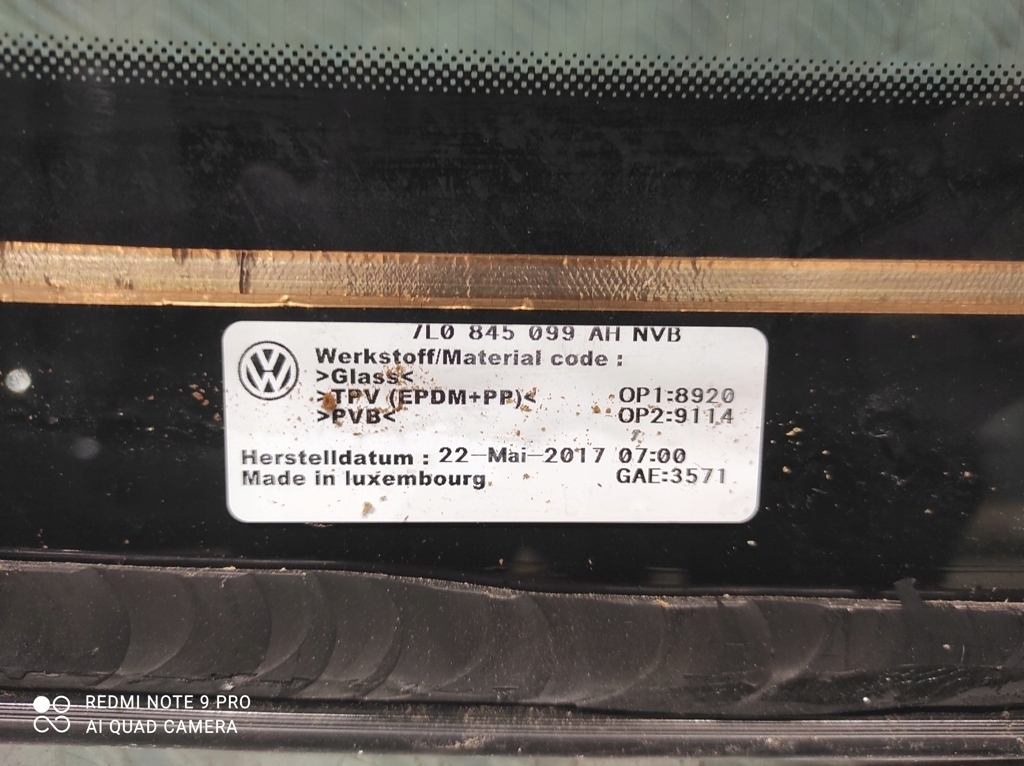 7L0 845 099 AH NVB
Werkstoff/Material code :
>Glass<
>TPV (EPDM+PP)< OP1:8920
>PVB< OP2:9114
Herstelldatum : 22-Mai-2017 07:00
Made in luxembourg GAE:3571
REDMI NOTE 9 PRO
AI QUAD CAMERA